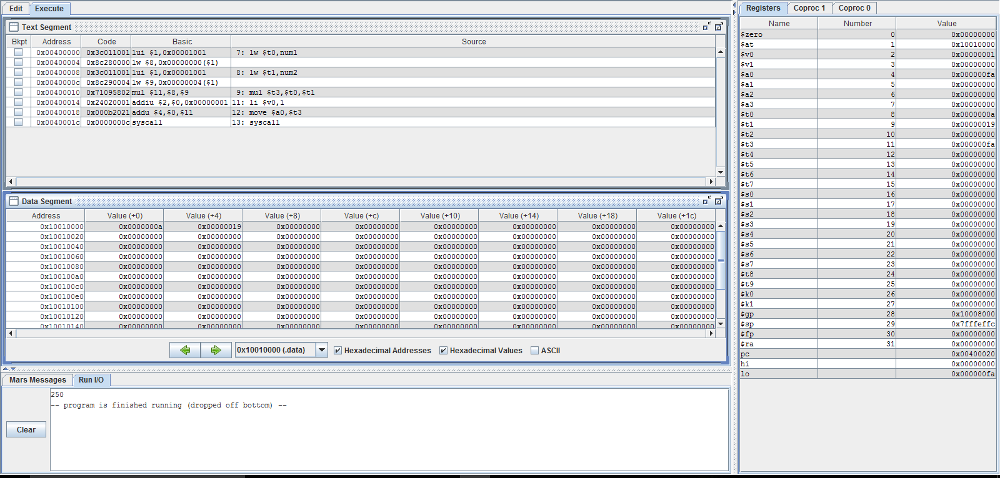 Edit Execute
Text Segment
Bkpt Address Code Basic Source
0x00400000 0x3c011001 lui $1,0x00001001 7: lw $t0,num1
0x00400004 0x8c280000 lw $8,0x00000000($1)
0x00400008 0x3c011001 lui $1,0x00001001 8: lw $t1,num2
0x0040000c 0x8c290004 lw $9,0x00000004($1)
0x00400010 0x71095802 mul $11,$8,$9 9: mul $t3,$t0,$t1
0x00400014 0x24020001 addiu $2,$0,0x00000001 11: li $v0,1
0x00400018 0x000b2021 addu $4,$0,$11 12: move $a0,$t3
0x0040001c 0x0000000c syscall 13: syscall
Data Segment
Address Value (+0) Value (+4) Value (+8) Value (+c) Value (+10) Value (+14) Value (+18) Value (+1c)
0x10010000 0x0000000a 0x00000019 0x00000000 0x00000000 0x00000000 0x00000000 0x00000000 0x00000000
0x10010020 0x00000000 0x00000000 0x00000000 0x00000000 0x00000000 0x00000000 0x00000000 0x00000000
0x10010040 0x00000000 0x00000000 0x00000000 0x00000000 0x00000000 0x00000000 0x00000000 0x00000000
0x10010060 0x00000000 0x00000000 0x00000000 0x00000000 0x00000000 0x00000000 0x00000000 0x00000000
0x10010080 0x00000000 0x00000000 0x00000000 0x00000000 0x00000000 0x00000000 0x00000000 0x00000000
0x100100a0 0x00000000 0x00000000 0x00000000 0x00000000 0x00000000 0x00000000 0x00000000 0x00000000
0x100100c0 0x00000000 0x00000000 0x00000000 0x00000000 0x00000000 0x00000000 0x00000000 0x00000000
0x100100e0 0x00000000 0x00000000 0x00000000 0x00000000 0x00000000 0x00000000 0x00000000 0x00000000
0x10010100 0x00000000 0x00000000 0x00000000 0x00000000 0x00000000 0x00000000 0x00000000 0x00000000
0x10010120 0x00000000 0x00000000 0x00000000 0x00000000 0x00000000 0x00000000 0x00000000 0x00000000
0x10010140 0x00000000 0x00000000 0x00000000 0x00000000 0x00000000 0x00000000 0x00000000 0x00000000
0x10010000 (.data) Hexadecimal Addresses Hexadecimal Values ASCII
Mars Messages Run I/O
250
-- program is finished running (dropped off bottom) --
Clear
Registers Coproc 1 Coproc 0
Name Number Value
$zero 0 0x00000000
$at 1 0x10010000
$v0 2 0x00000001
$v1 3 0x00000000
$a0 4 0x000000fa
$a1 5 0x00000000
$a2 6 0x00000000
$a3 7 0x00000000
$t0 8 0x0000000a
$t1 9 0x00000019
$t2 10 0x00000000
$t3 11 0x000000fa
$t4 12 0x00000000
$t5 13 0x00000000
$t6 14 0x00000000
$t7 15 0x00000000
$s0 16 0x00000000
$s1 17 0x00000000
$s2 18 0x00000000
$s3 19 0x00000000
$s4 20 0x00000000
$s5 21 0x00000000
$s6 22 0x00000000
$s7 23 0x00000000
$t8 24 0x00000000
$t9 25 0x00000000
$k0 26 0x00000000
$k1 27 0x00000000
$gp 28 0x10008000
$sp 29 0x7fffeffc
$fp 30 0x00000000
$ra 31 0x00000000
pc 0x00400020
hi 0x00000000
lo 0x000000fa